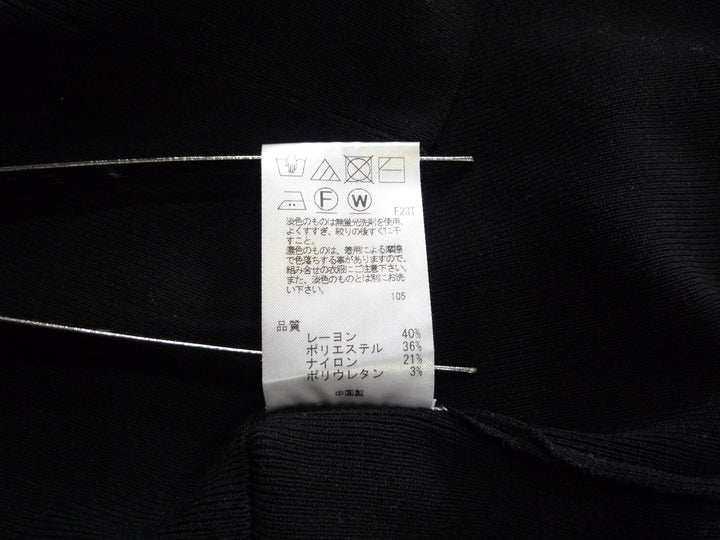 F W
F23T
淡色のものは無蛍光洗剤を使用、
よくすすぎ、絞りの後すぐに干
すこと。
濃色のものは、着用による摩擦
で色落ちする事がありますので、
組み合せの衣服にご注意下さい。
また、淡色のものとは別にお洗
い下さい。
105
品質
レーヨン 40%
ポリエステル 36%
ナイロン 21%
ポリウレタン 3%
中国製